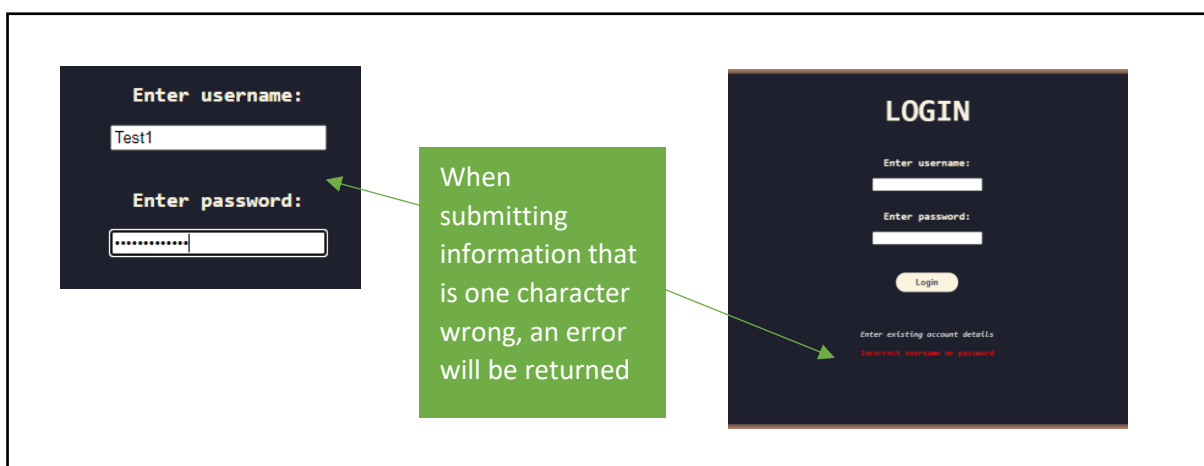 Enter username:
Test1
Enter password:
When
submitting
information that
is one character
wrong, an error
will be returned
LOGIN
Enter username:
Enter password:
Login
Enter existing account details
Incorrect username or password